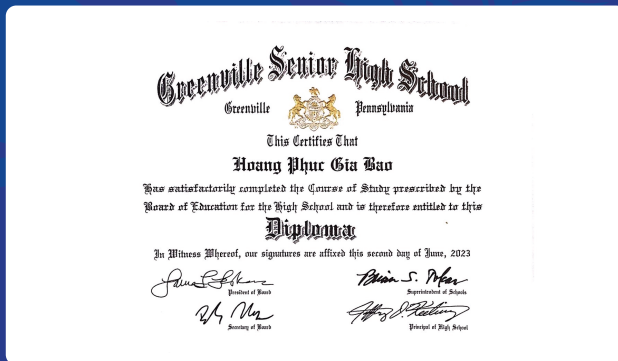 Greenville Senior High School
Greenville Pennsylvania
This Certifies That
Hoang Phuc Gia Bao
Has satisfactorily completed the Course of Study prescribed by the
Board of Education for the High School and is therefore entitled to this
Diploma
In Witness Whereof, our signatures are affixed this second day of June, 2023
President of Board
Superintendent of Schools
Secretary of Board
Principal of High School